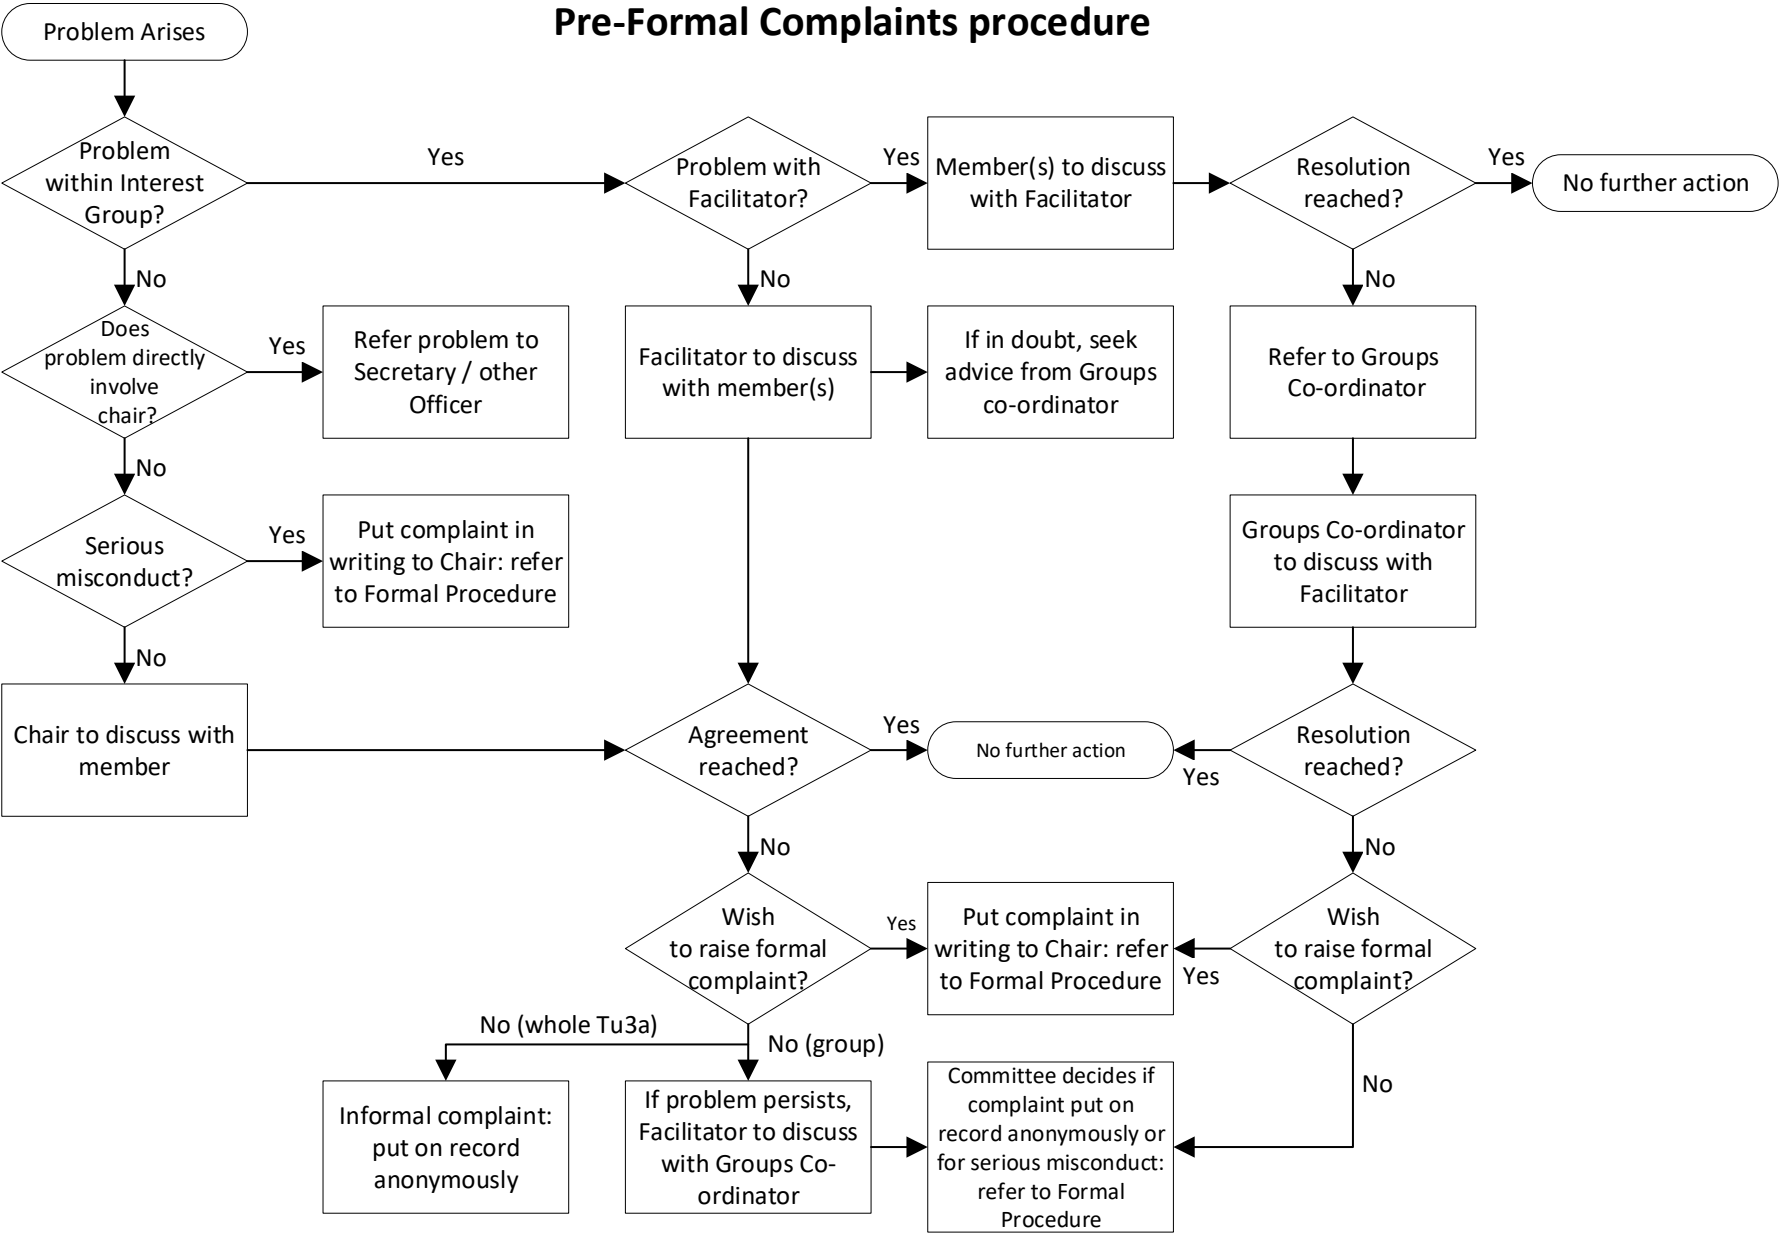 Pre-Formal Complaints procedure
Problem Arises
Problem
within Interest
Group?
Yes
Problem with
Facilitator?
Yes
Member(s) to discuss
with Facilitator
Resolution
reached?
Yes
No further action
No
No
No
Does
problem directly
involve
chair?
Yes
Refer problem to
Secretary / other
Officer
Facilitator to discuss
with member(s)
If in doubt, seek
advice from Groups
co-ordinator
Refer to Groups
Co-ordinator
No
Serious
misconduct?
Yes
Put complaint in
writing to Chair: refer
to Formal Procedure
Groups Co-ordinator
to discuss with
Facilitator
No
Chair to discuss with
member
Agreement
reached?
Yes
No further action
Yes
Resolution
reached?
No
No
Wish
to raise formal
complaint?
Yes
Put complaint in
writing to Chair: refer
to Formal Procedure
Yes
Wish
to raise formal
complaint?
No (whole Tu3a)
No (group)
No
Informal complaint:
put on record
anonymously
If problem persists,
Facilitator to discuss
with Groups Co-
ordinator
Committee decides if
complaint put on
record anonymously or
for serious misconduct:
refer to Formal
Procedure